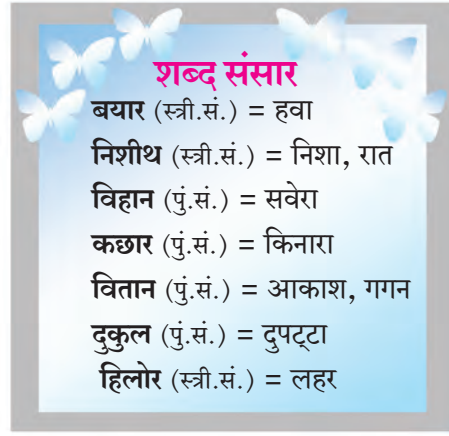 शब्द संसार
बयार (स्त्री.सं.) = हवा
निशीथ (स्त्री.सं.) = निशा, रात
विहान (पुं.सं.) = सवेरा
कछार (पुं.सं.) = किनारा
वितान (पुं.सं.) = आकाश, गगन
दुकुल (पुं.सं.) = दुपट्‌टा
हिलोर (स्त्री.सं.) = लहर